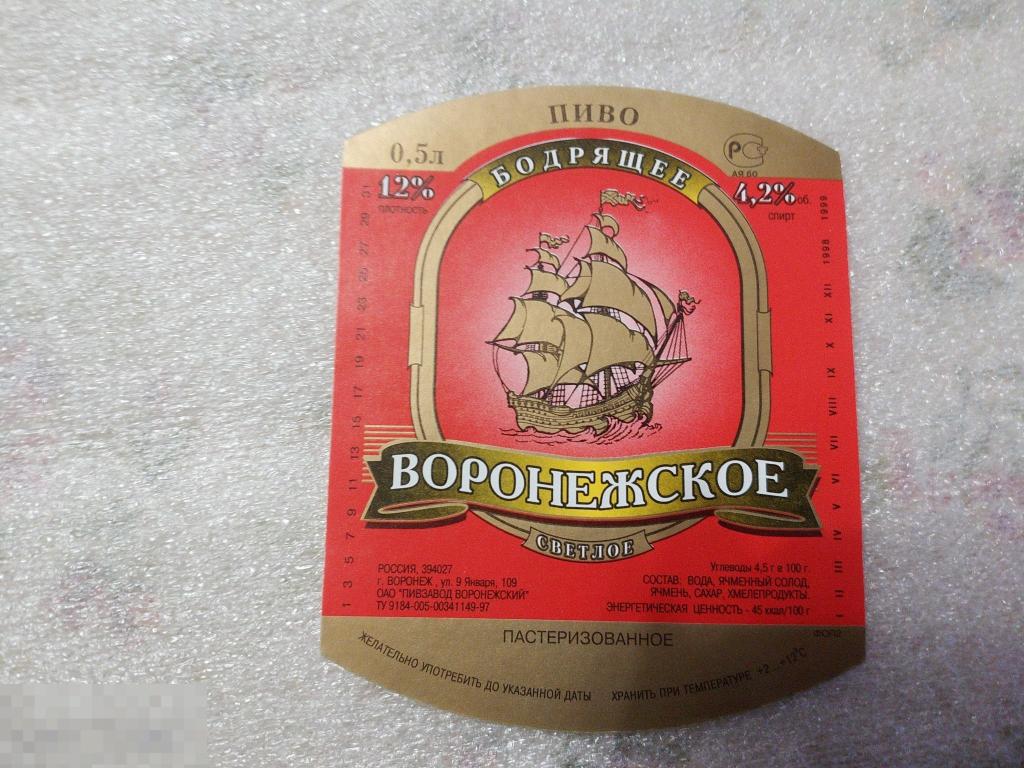 ПИВО
0,5л
БОДРЯЩЕЕ
РС
АЯ 60
12%
ПЛОТНОСТЬ
4,2% об.
спирт
1 3 5 7 9 11 13 15 17 19 21 23 25 27 29 31
I II III IV V VI VII VIII IX X XI XII 1998 1999
ВОРОНЕЖСКОЕ
СВЕТЛОЕ
РОССИЯ, 394027
г. ВОРОНЕЖ , ул. 9 Января, 109
ОАО "ПИВЗАВОД ВОРОНЕЖСКИЙ"
ТУ 9184-005-00341149-97
Углеводы 4,5 г в 100 г.
СОСТАВ: ВОДА, ЯЧМЕННЫЙ СОЛОД,
ЯЧМЕНЬ, САХАР, ХМЕЛЕПРОДУКТЫ.
ЭНЕРГЕТИЧЕСКАЯ ЦЕННОСТЬ - 45 ккал/100 г
ПАСТЕРИЗОВАННОЕ
ЖЕЛАТЕЛЬНО УПОТРЕБИТЬ ДО УКАЗАННОЙ ДАТЫ ХРАНИТЬ ПРИ ТЕМПЕРАТУРЕ +2...+12°С